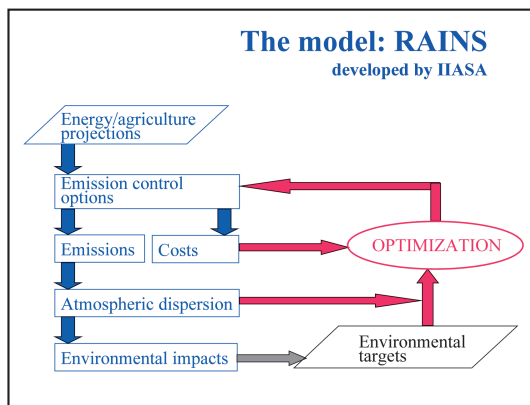 The model: RAINS
developed by IIASA
Energy/agriculture
projections
Emission control
options
Emissions
Costs
OPTIMIZATION
Atmospheric dispersion
Environmental impacts
Environmental
targets